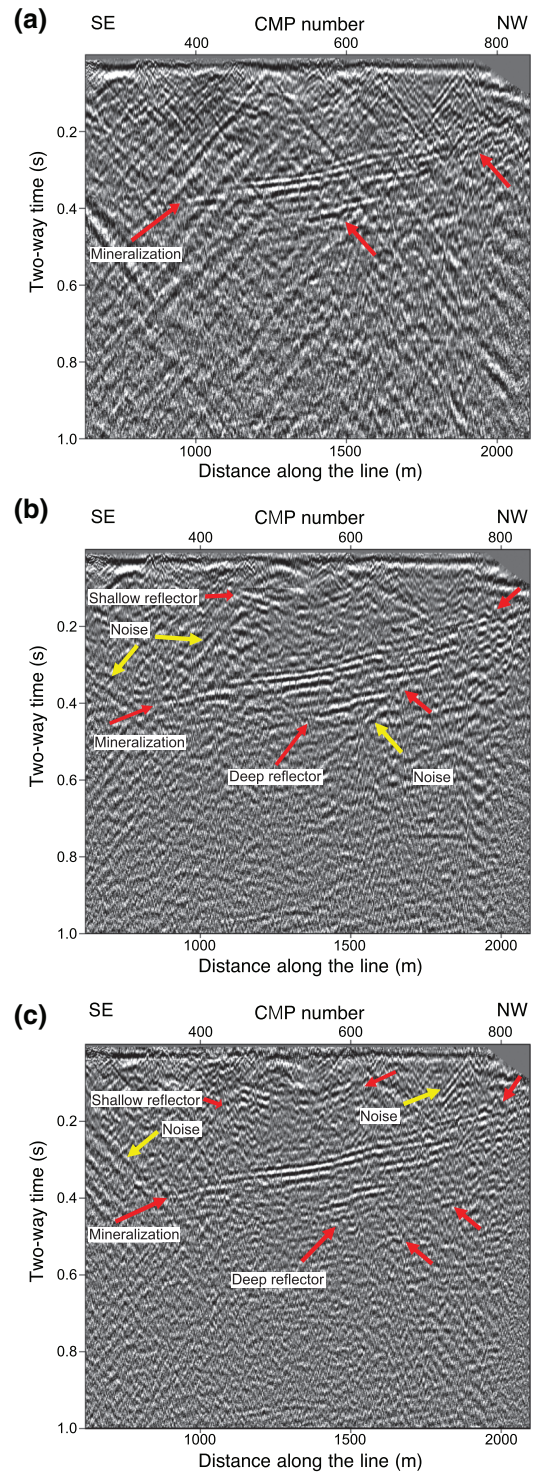 (a)
SE CMP number NW
400 600 800
Two-way time (s)
0.2
0.4
Mineralization
0.6
0.8
1.0
1000 1500 2000
Distance along the line (m)
(b)
SE CMP number NW
400 600 800
Two-way time (s)
Shallow reflector
0.2
Noise
0.4
Mineralization
Deep reflector Noise
0.6
0.8
1.0
1000 1500 2000
Distance along the line (m)
(c)
SE CMP number NW
400 600 800
Two-way time (s)
Shallow reflector
Noise
0.2
Noise
0.4
Mineralization
0.6
Deep reflector
0.8
1.0
1000 1500 2000
Distance along the line (m)